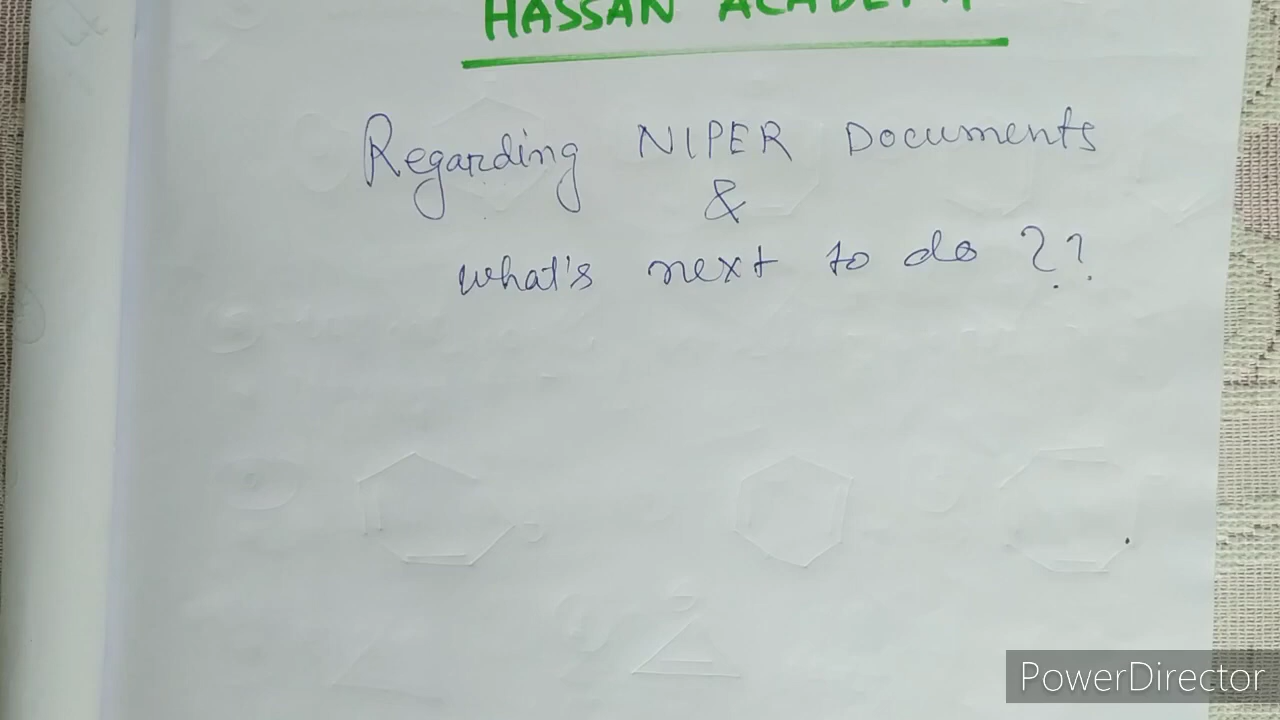 HASSAN ACADEMY
Regarding NIPER Documents
&
what's next to do ??
PowerDirector